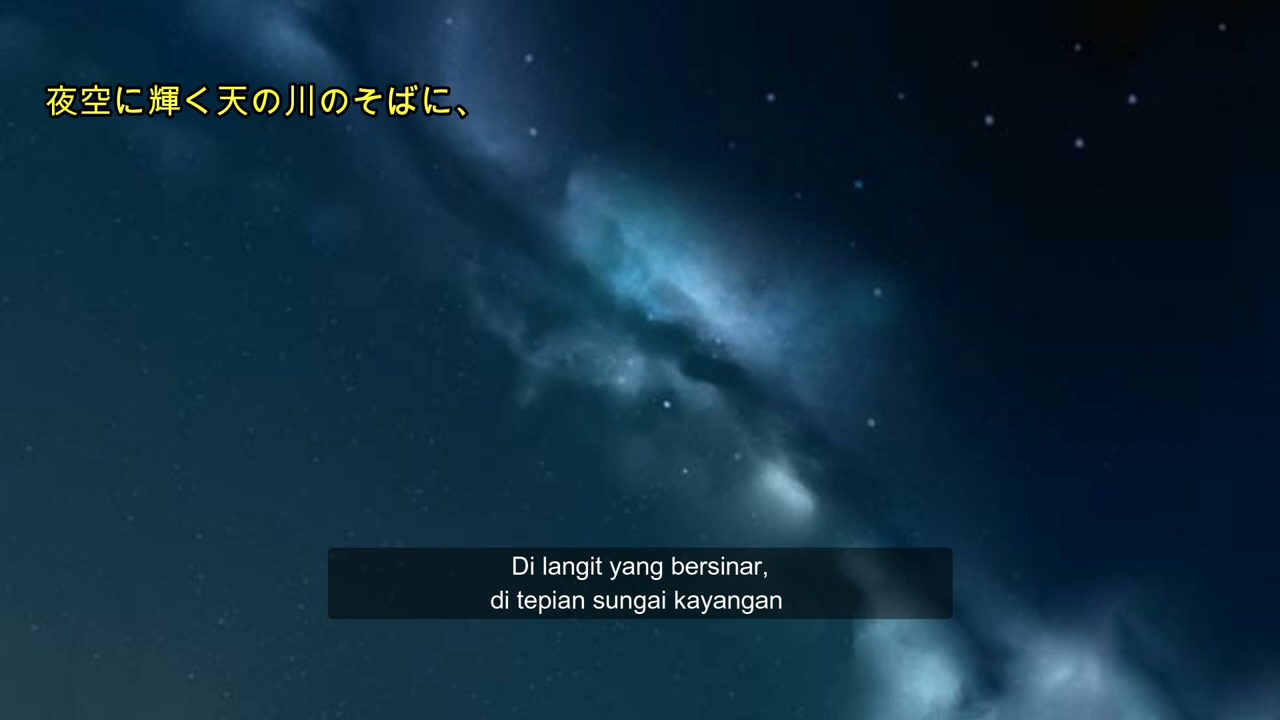 夜空に輝く天の川のそばに、
Di langit yang bersinar,
di tepian sungai kayangan